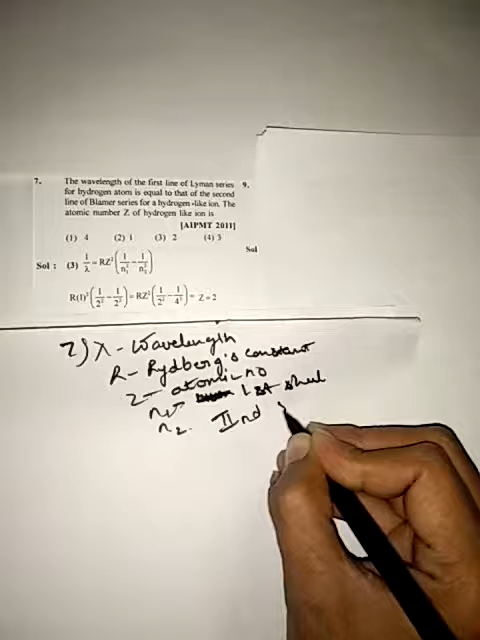 7. The wavelength of the first line of Lyman series
for hydrogen atom is equal to that of the second
line of Blamer series for a hydrogen -like ion. The
atomic number Z of hydrogen like ion is
[AIPMT 2011]
(1) 4 (2) 1 (3) 2 (4) 3
Sol : (3) 1/λ = RZ² (1/n₁² − 1/n₂²)
R(1)² (1/2² − 1/2²) = RZ² (1/2² − 1/4²) = Z = 2
9.
Sol
7) λ - Wavelength
R - Rydberg's constant
Z - atomic no
n₁ - 1st shell
n₂. IInd